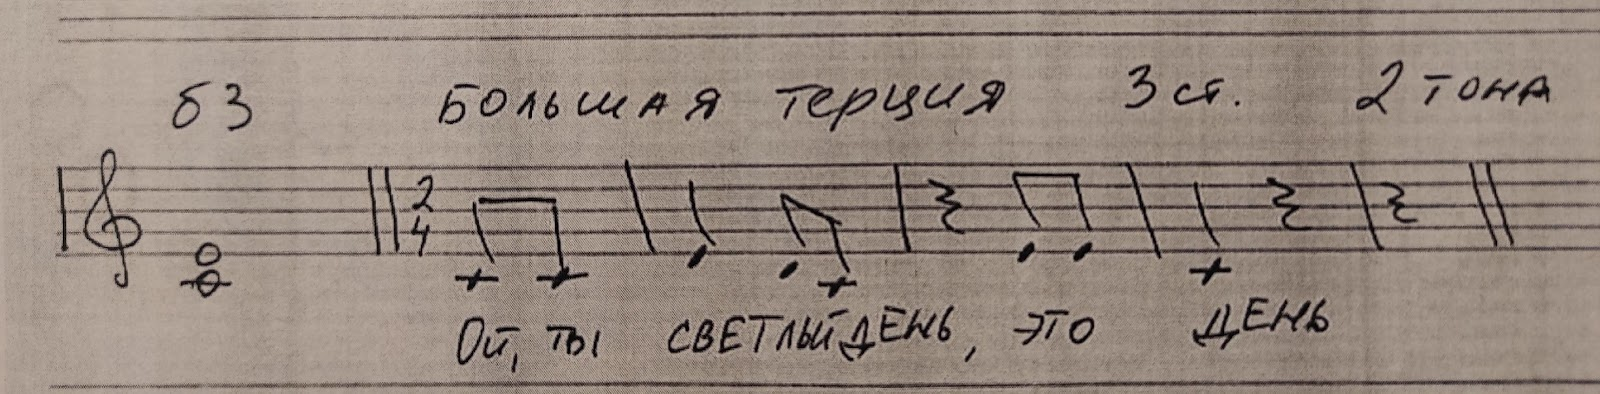 б3 Большая терция 3 ст. 2 тона
2
4
Ой, ты СВЕТЛЫЙ ДЕНЬ, ЭТО ДЕНЬ